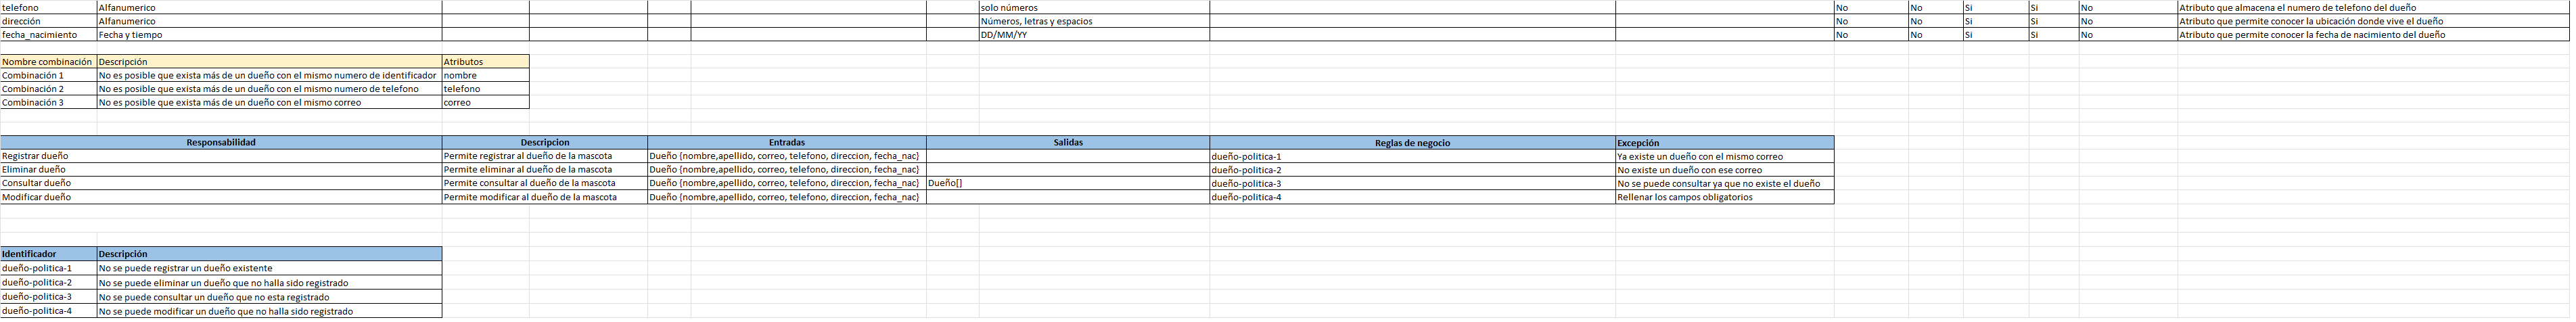 telefono Alfanumerico solo números No No Si Si No Atributo que almacena el numero de telefono del dueño
dirección Alfanumerico Números, letras y espacios No No Si Si No Atributo que permite conocer la ubicación donde vive el dueño
fecha_nacimiento Fecha y tiempo DD/MM/YY No No Si Si No Atributo que permite conocer la fecha de nacimiento del dueño
Nombre combinación Descripción Atributos
Combinación 1 No es posible que exista más de un dueño con el mismo numero de identificador nombre
Combinación 2 No es posible que exista más de un dueño con el mismo numero de telefono telefono
Combinación 3 No es posible que exista más de un dueño con el mismo correo correo
Responsabilidad Descripcion Entradas Salidas Reglas de negocio Excepción
Registrar dueño Permite registrar al dueño de la mascota Dueño {nombre,apellido, correo, telefono, direccion, fecha_nac} dueño-politica-1 Ya existe un dueño con el mismo correo
Eliminar dueño Permite eliminar al dueño de la mascota Dueño {nombre,apellido, correo, telefono, direccion, fecha_nac} dueño-politica-2 No existe un dueño con ese correo
Consultar dueño Permite consultar al dueño de la mascota Dueño {nombre,apellido, correo, telefono, direccion, fecha_nac} Dueño[] dueño-politica-3 No se puede consultar ya que no existe el dueño
Modificar dueño Permite modificar al dueño de la mascota Dueño {nombre,apellido, correo, telefono, direccion, fecha_nac} dueño-politica-4 Rellenar los campos obligatorios
Identificador Descripción
dueño-politica-1 No se puede registrar un dueño existente
dueño-politica-2 No se puede eliminar un dueño que no halla sido registrado
dueño-politica-3 No se puede consultar un dueño que no esta registrado
dueño-politica-4 No se puede modificar un dueño que no halla sido registrado